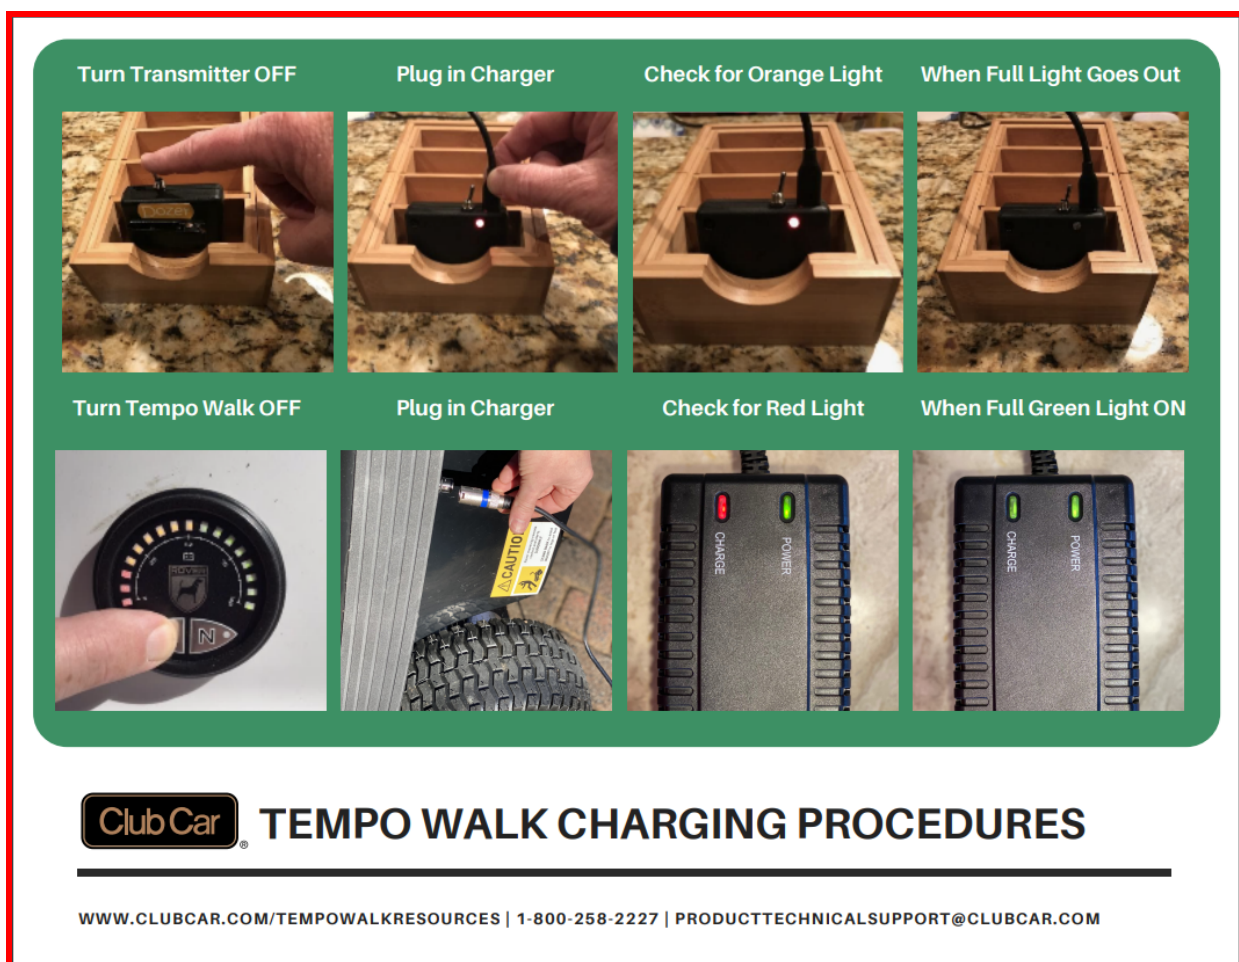 Turn Transmitter OFF
Plug in Charger
Check for Orange Light
When Full Light Goes Out
Dozer
Turn Tempo Walk OFF
Plug in Charger
Check for Red Light
When Full Green Light ON
ROVER
N
CAUTION
CHARGE
POWER
CHARGE
POWER
Club Car®
TEMPO WALK CHARGING PROCEDURES
WWW.CLUBCAR.COM/TEMPOWALKRESOURCES | 1-800-258-2227 | PRODUCTTECHNICALSUPPORT@CLUBCAR.COM